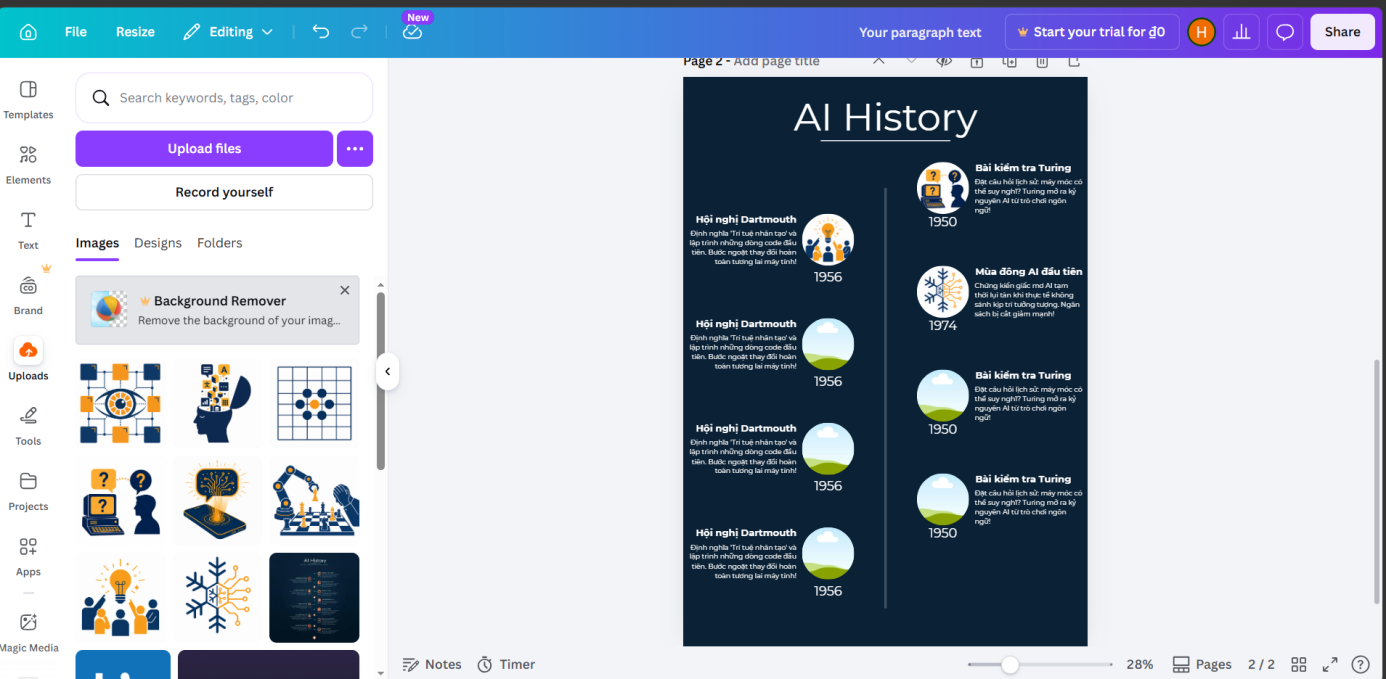 New
File
Resize
Editing
Your paragraph text
Start your trial for ₫0
H
Share
Templates
Elements
Text
Brand
Uploads
Tools
Projects
Apps
Magic Media
Search keywords, tags, color
Upload files
Record yourself
Images
Designs
Folders
Background Remover
Remove the background of your imag...
Page 2 - Add page title
AI History
Bài kiểm tra Turing
Đặt câu hỏi lịch sử: máy móc có
thể suy nghĩ? Turing mở ra kỷ
nguyên AI từ trò chơi ngôn
ngữ!
1950
Hội nghị Dartmouth
Định nghĩa 'Trí tuệ nhân tạo' và
lập trình những dòng code đầu
tiên. Bước ngoặt thay đổi hoàn
toàn tương lai máy tính!
1956
Mùa đông AI đầu tiên
Chứng kiến giấc mơ AI tạm
thời lụi tàn khi thực tế không
sánh kịp trí tưởng tượng. Ngân
sách bị cắt giảm mạnh!
1974
Hội nghị Dartmouth
Định nghĩa 'Trí tuệ nhân tạo' và
lập trình những dòng code đầu
tiên. Bước ngoặt thay đổi hoàn
toàn tương lai máy tính!
1956
Bài kiểm tra Turing
Đặt câu hỏi lịch sử: máy móc có
thể suy nghĩ? Turing mở ra kỷ
nguyên AI từ trò chơi ngôn
ngữ!
1950
Hội nghị Dartmouth
Định nghĩa 'Trí tuệ nhân tạo' và
lập trình những dòng code đầu
tiên. Bước ngoặt thay đổi hoàn
toàn tương lai máy tính!
1956
Bài kiểm tra Turing
Đặt câu hỏi lịch sử: máy móc có
thể suy nghĩ? Turing mở ra kỷ
nguyên AI từ trò chơi ngôn
ngữ!
1950
Hội nghị Dartmouth
Định nghĩa 'Trí tuệ nhân tạo' và
lập trình những dòng code đầu
tiên. Bước ngoặt thay đổi hoàn
toàn tương lai máy tính!
1956
Notes
Timer
28%
Pages
2 / 2